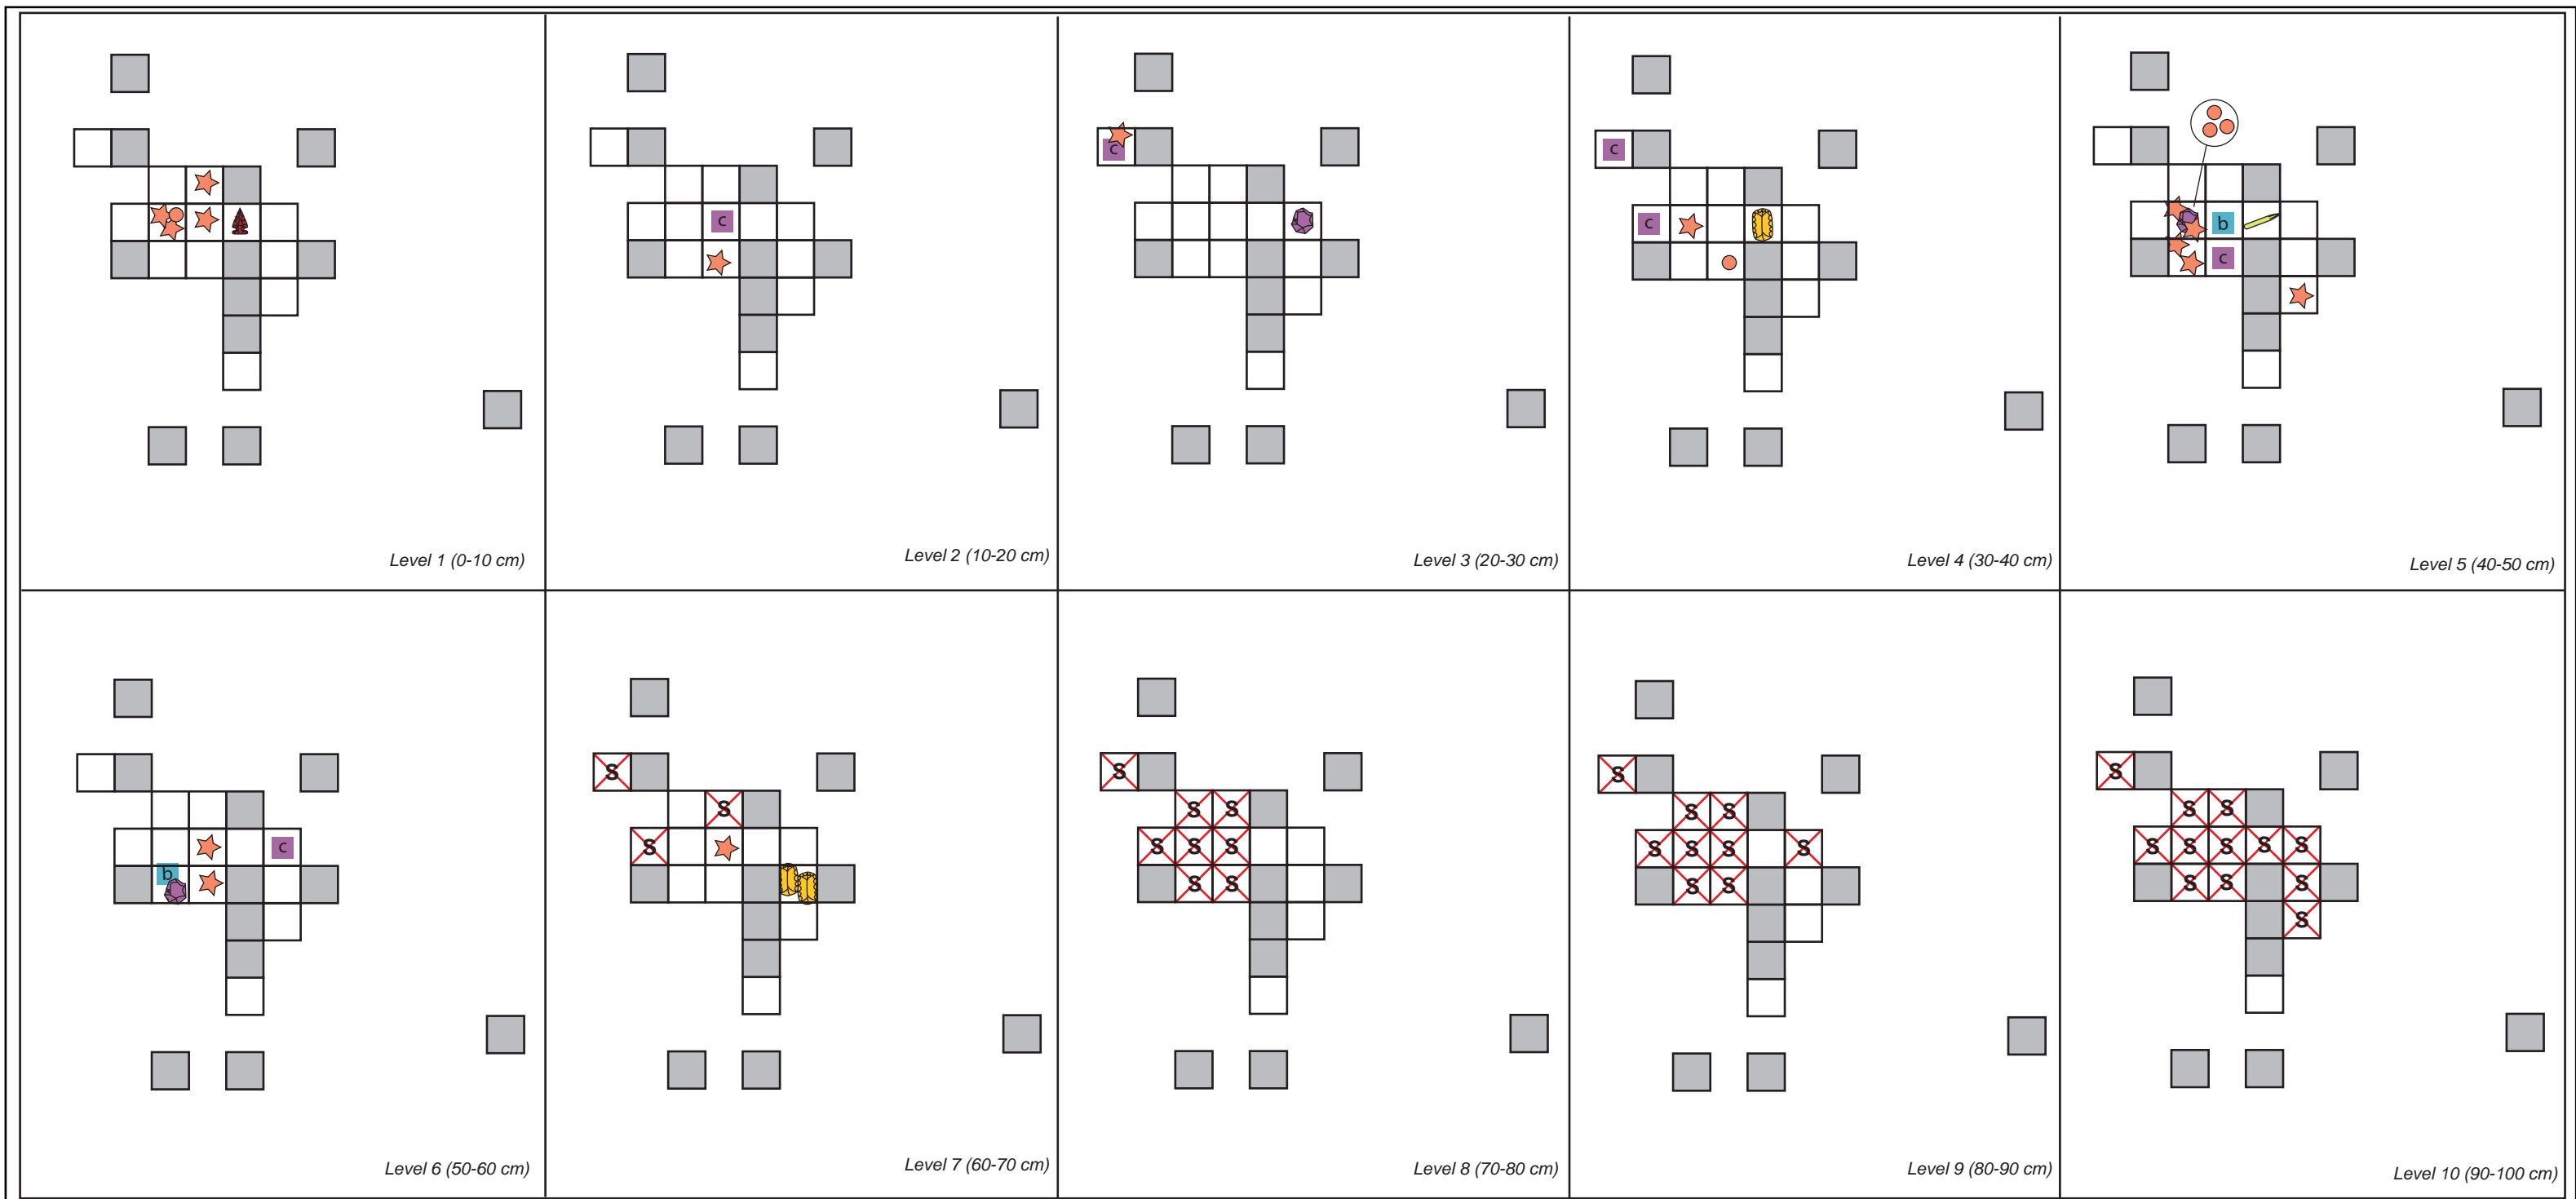 c
c
c
c
b
c
Level 1 (0-10 cm)
Level 2 (10-20 cm)
Level 3 (20-30 cm)
Level 4 (30-40 cm)
Level 5 (40-50 cm)
S
S
S
S
S
S S
S S
S S
S S
S
c
S
S S S
S S S
S
S S S S S
b
S S
S S
S S
S
S
Level 6 (50-60 cm)
Level 7 (60-70 cm)
Level 8 (70-80 cm)
Level 9 (80-90 cm)
Level 10 (90-100 cm)